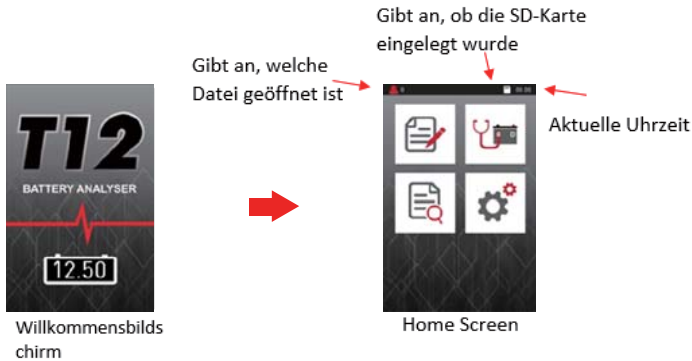 Gibt an, ob die SD-Karte
eingelegt wurde
Gibt an, welche
Datei geöffnet ist
Aktuelle Uhrzeit
T12
BATTERY ANALYSER
12.50
Willkommensbilds
chirm
Home Screen